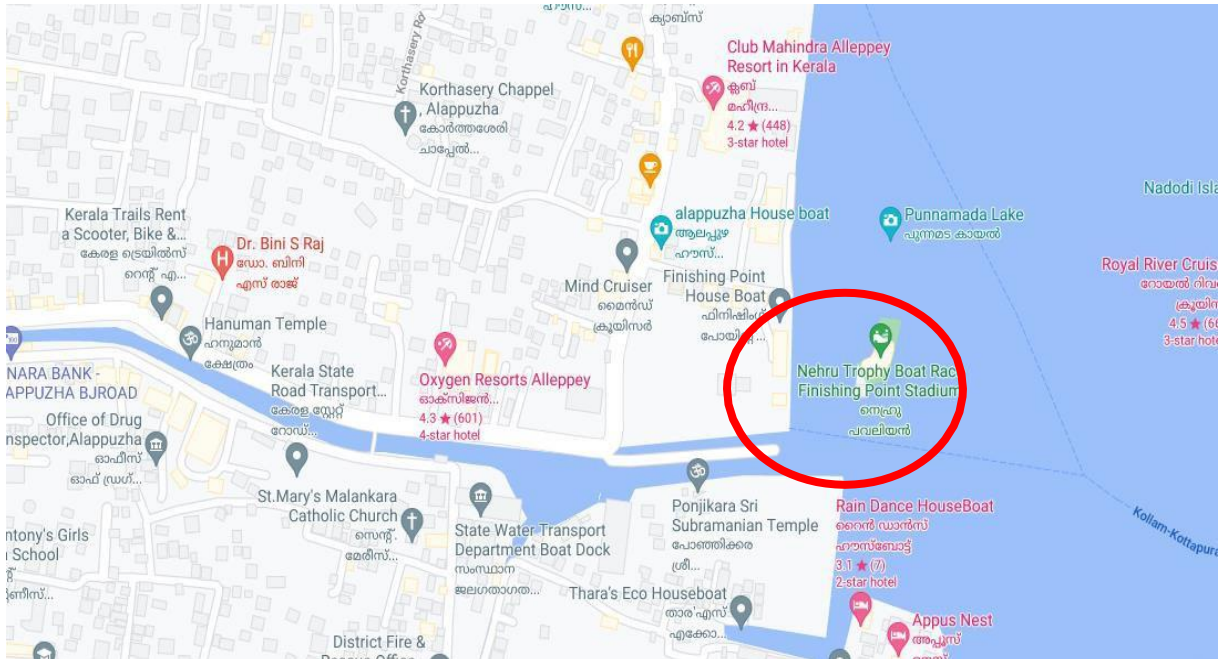 ഹൗസ്...
ക്യാബ്സ്
Korthasery Ro
Club Mahindra Alleppey
Resort in Kerala
ക്ലബ്
മഹീന്ദ്ര...
4.2 ★ (448)
3-star hotel
Korthasery Chappel
, Alappuzha
കോർത്തശേരി
ചാപ്പേൽ...
Nadodi Isla
alappuzha House boat
ആലപ്പുഴ
ഹൗസ്...
Punnamada Lake
പുന്നമട കായൽ
Kerala Trails Rent
a Scooter, Bike &...
കേരള ട്രെയിൽസ്
റെന്റ് എ...
Dr. Bini S Raj
ഡോ. ബിനി
എസ് രാജ്
Mind Cruiser
മൈൻഡ്
ക്രൂയിസർ
Finishing Point
House Boat
ഫിനിഷിംഗ്
പോയിന്റ്...
Royal River Cruis
റോയൽ റിവ
ക്രൂയിസ
4.5 ★ (66
3-star hote
Hanuman Temple
ഹനുമാൻ
ക്ഷേത്രം
NARA BANK -
APPUZHA BJROAD
Kerala State
Road Transport...
കേരള സ്റ്റേറ്റ്
റോഡ്...
Oxygen Resorts Alleppey
ഓക്സിജൻ...
4.3 ★ (601)
4-star hotel
Nehru Trophy Boat Rac
Finishing Point Stadium
നെഹ്രു
പവലിയൻ
Office of Drug
nspector,Alappuzha
ഓഫീസ്
ഓഫ് ഡ്രഗ്...
St.Mary's Malankara
Catholic Church
സെന്റ്.
മേരീസ്...
State Water Transport
Department Boat Dock
സംസ്ഥാന
ജലഗതാഗത...
Ponjikara Sri
Subramanian Temple
പോഞ്ഞിക്കര
ശ്രീ...
Rain Dance HouseBoat
റൈൻ ഡാൻസ്
ഹൗസ്ബോട്ട്
3.1 ★ (7)
2-star hotel
Kollam-Kottapura
ntony's Girls
School
Thara's Eco Houseboat
താര'എസ്
എക്കോ...
Appus Nest
അപ്പൂസ്
District Fire &